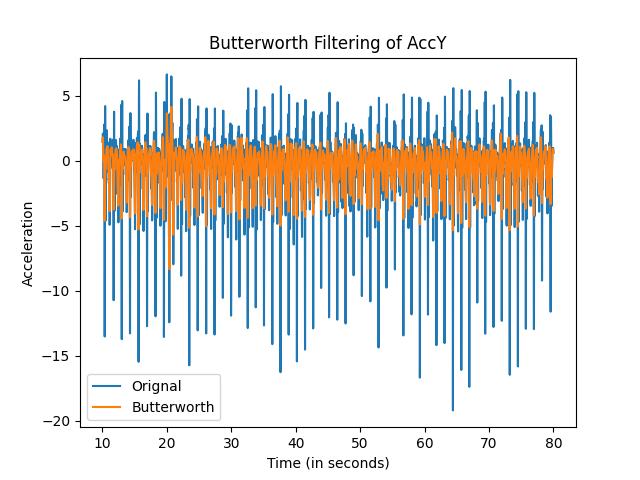 Butterworth Filtering of AccY
5
0
−5
−10
−15
−20
Acceleration
Orignal
Butterworth
10 20 30 40 50 60 70 80
Time (in seconds)